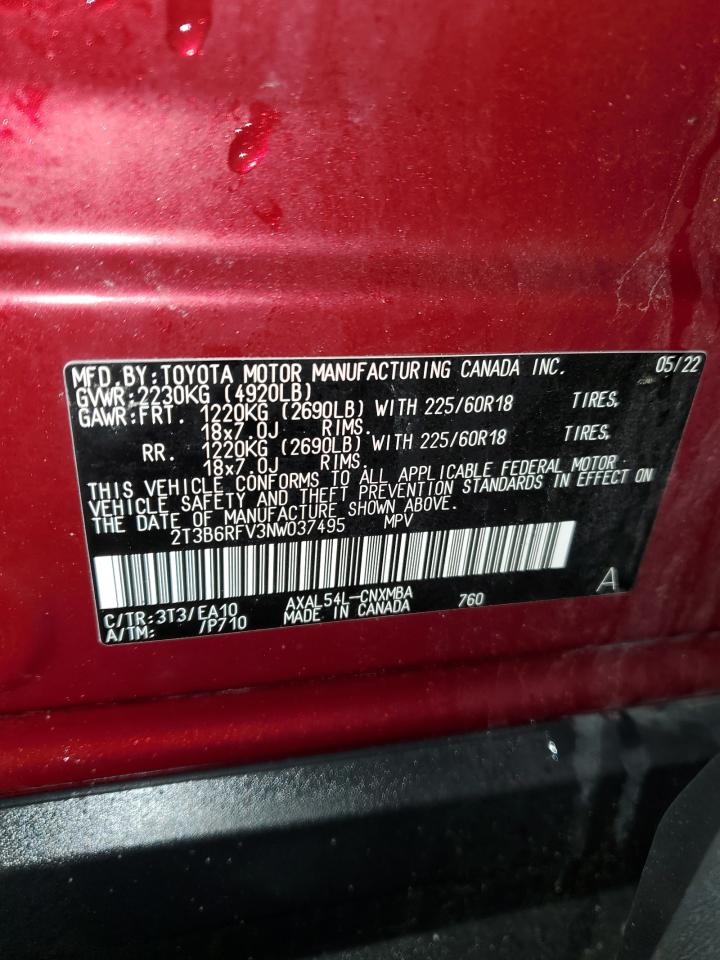 MFD.BY:TOYOTA MOTOR MANUFACTURING CANADA INC. 05/22
GVWR:2230KG (4920LB)
GAWR:FRT. 1220KG (2690LB) WITH 225/60R18 TIRES,
18x7.0J RIMS.
RR. 1220KG (2690LB) WITH 225/60R18 TIRES,
18x7.0J RIMS.
THIS VEHICLE CONFORMS TO ALL APPLICABLE FEDERAL MOTOR
VEHICLE SAFETY AND THEFT PREVENTION STANDARDS IN EFFECT ON
THE DATE OF MANUFACTURE SHOWN ABOVE.
2T3B6RFV3NW037495 MPV
C/TR:3T3/EA10 AXAL54L-CNXMBA 760 A
A/TM: /P710 MADE IN CANADA